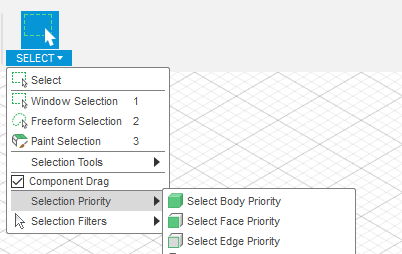 SELECT
Select
Window Selection 1
Freeform Selection 2
Paint Selection 3
Selection Tools
Component Drag
Selection Priority
Select Body Priority
Selection Filters
Select Face Priority
Select Edge Priority